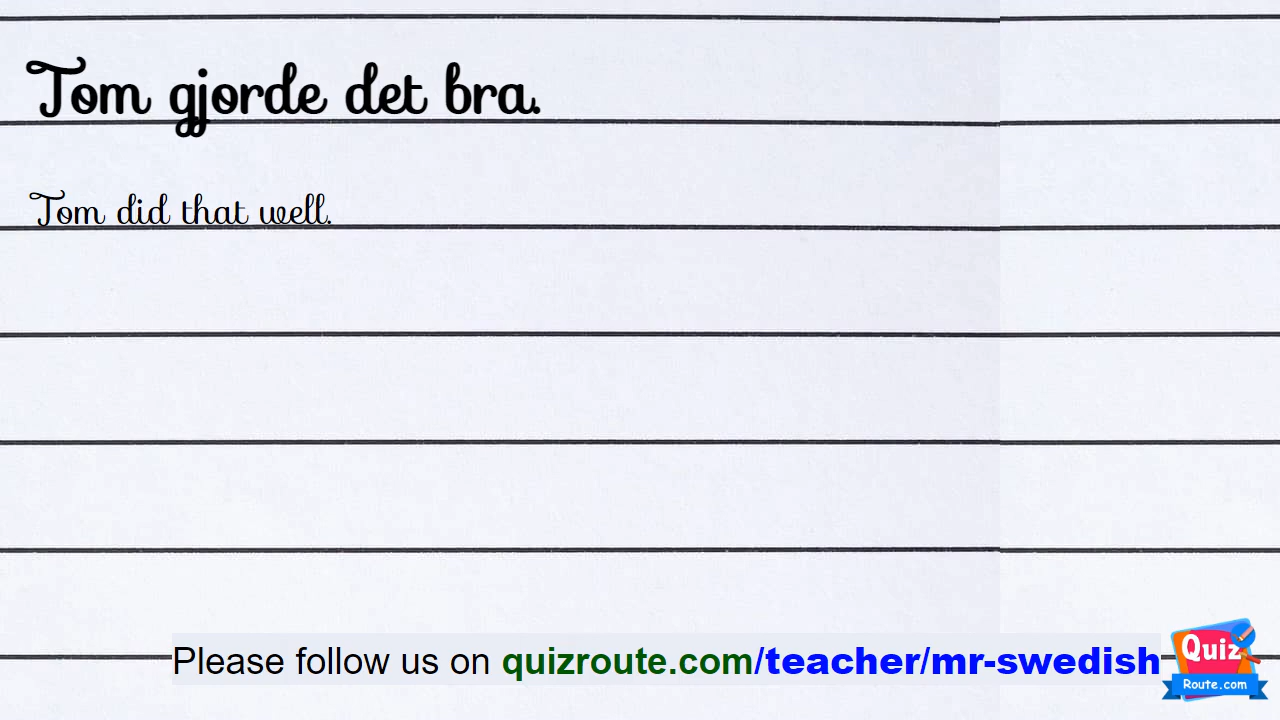 Tom gjorde det bra.
Tom did that well.
Please follow us on quizroute.com/teacher/mr-swedish
Quiz
Route.com